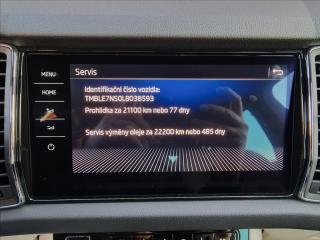 Servis
MENU
Identifikační číslo vozidla:
TMBLE7NS0L8038593
HOME
Prohlídka za 21100 km nebo 77 dny
Servis výměny oleje za 22200 km nebo 485 dny